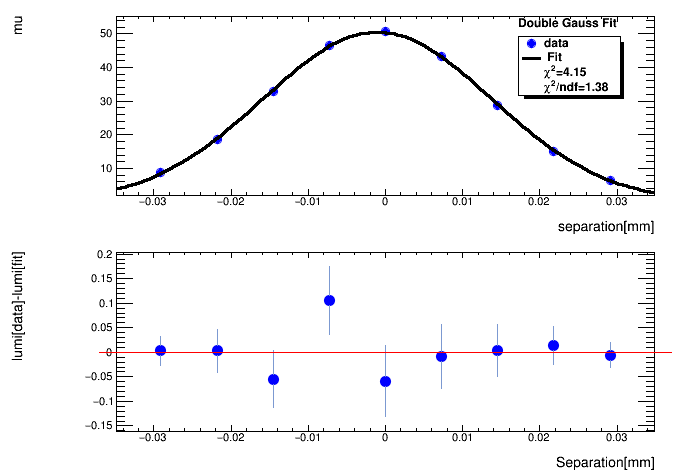 Double Gauss Fit
mu
data
Fit
χ²=4.15
χ²/ndf=1.38
50
40
30
20
10
−0.03 −0.02 −0.01 0 0.01 0.02 0.03
separation[mm]
lumi[data]-lumi[fit]
0.2
0.15
0.1
0.05
0
−0.05
−0.1
−0.15
−0.03 −0.02 −0.01 0 0.01 0.02 0.03
Separation[mm]